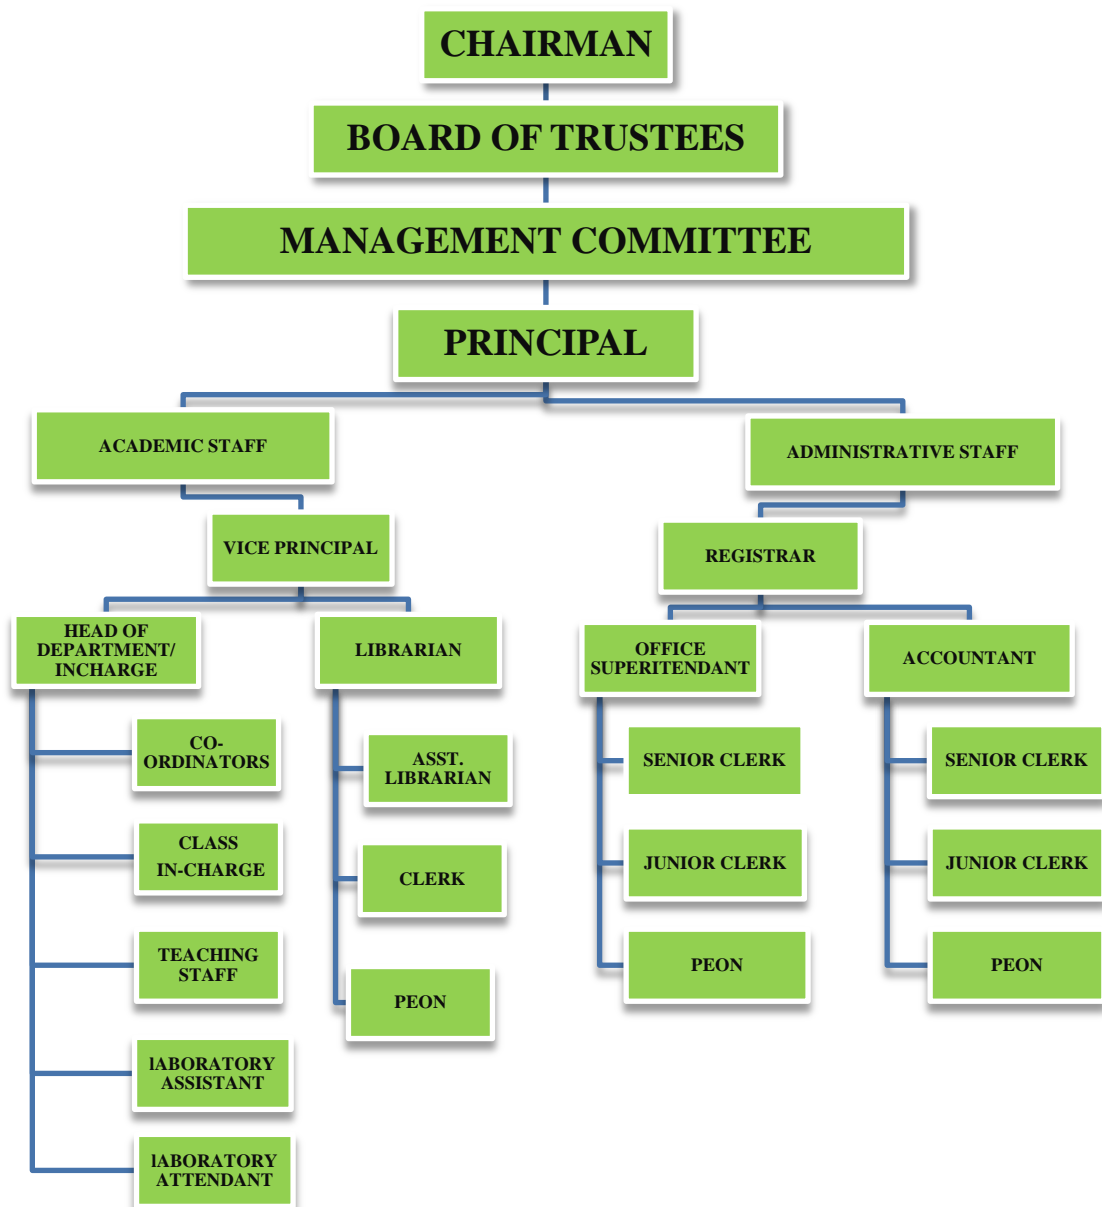 CHAIRMAN
BOARD OF TRUSTEES
MANAGEMENT COMMITTEE
PRINCIPAL
ACADEMIC STAFF
ADMINISTRATIVE STAFF
VICE PRINCIPAL
REGISTRAR
HEAD OF
DEPARTMENT/
INCHARGE
LIBRARIAN
OFFICE
SUPERITENDANT
ACCOUNTANT
CO-
ORDINATORS
ASST.
LIBRARIAN
SENIOR CLERK
SENIOR CLERK
CLASS
IN-CHARGE
CLERK
JUNIOR CLERK
JUNIOR CLERK
TEACHING
STAFF
PEON
PEON
PEON
lABORATORY
ASSISTANT
lABORATORY
ATTENDANT